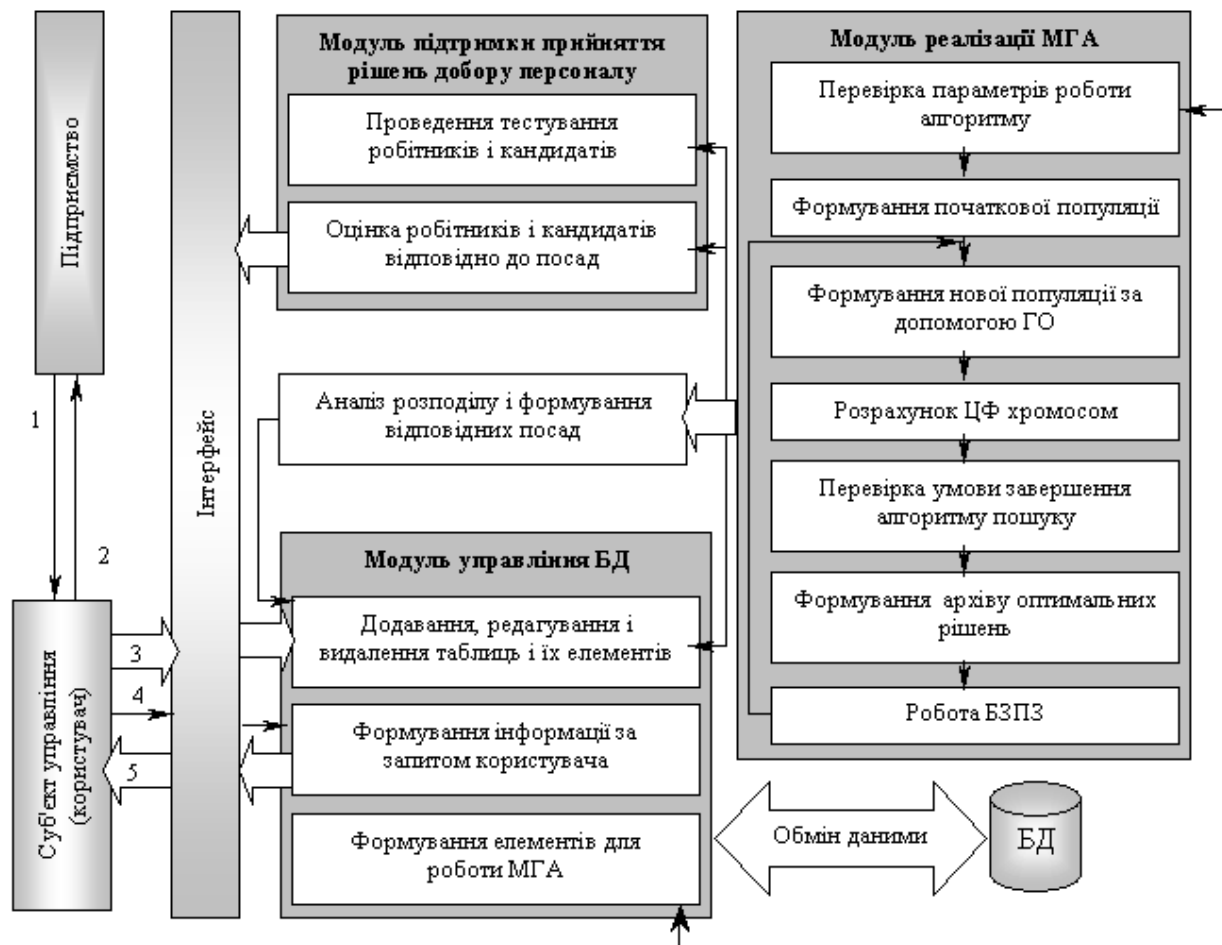 Підприємство
1
2
Суб'єкт управління
(користувач)
3
4
5
Інтерфейс
Модуль підтримки прийняття
рішень добору персоналу
Проведення тестування
робітників і кандидатів
Оцінка робітників і кандидатів
відповідно до посад
Аналіз розподілу і формування
відповідних посад
Модуль управління БД
Додавання, редагування і
видалення таблиць і їх елементів
Формування інформації за
запитом користувача
Формування елементів для
роботи МГА
Модуль реалізації МГА
Перевірка параметрів роботи
алгоритму
Формування початкової популяції
Формування нової популяції за
допомогою ГО
Розрахунок ЦФ хромосом
Перевірка умови завершення
алгоритму пошуку
Формування архіву оптимальних
рішень
Робота БЗПЗ
Обмін даними
БД